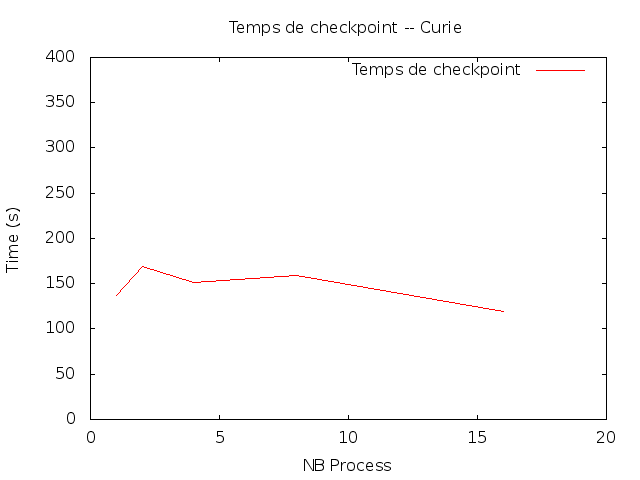 Temps de checkpoint -- Curie
Temps de checkpoint
400
350
300
250
200
150
100
50
0
Time (s)
0 5 10 15 20
NB Process